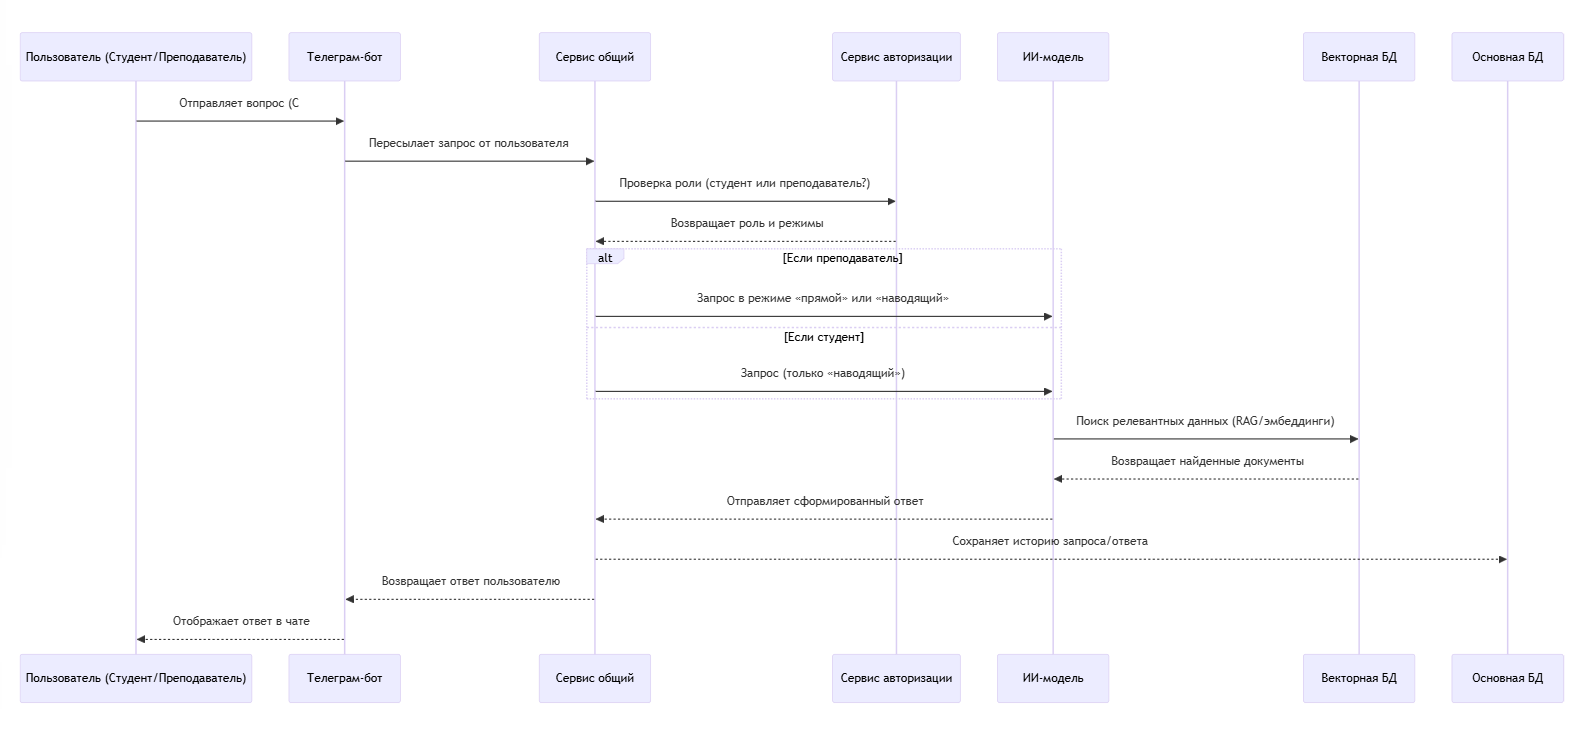 Пользователь (Студент/Преподаватель)
Телеграм-бот
Сервис общий
Сервис авторизации
ИИ-модель
Векторная БД
Основная БД
Отправляет вопрос (С
Пересылает запрос от пользователя
Проверка роли (студент или преподаватель?)
Возвращает роль и режимы
alt
[Если преподаватель]
Запрос в режиме «прямой» или «наводящий»
[Если студент]
Запрос (только «наводящий»)
Поиск релевантных данных (RAG/эмбеддинги)
Возвращает найденные документы
Отправляет сформированный ответ
Сохраняет историю запроса/ответа
Возвращает ответ пользователю
Отображает ответ в чате
Пользователь (Студент/Преподаватель)
Телеграм-бот
Сервис общий
Сервис авторизации
ИИ-модель
Векторная БД
Основная БД